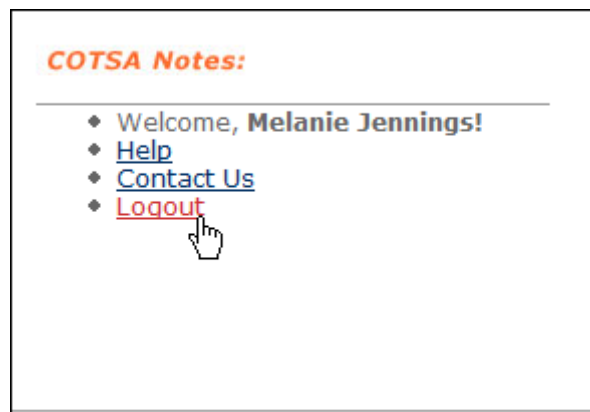 COTSA Notes:
Welcome, Melanie Jennings!
Help
Contact Us
Logout